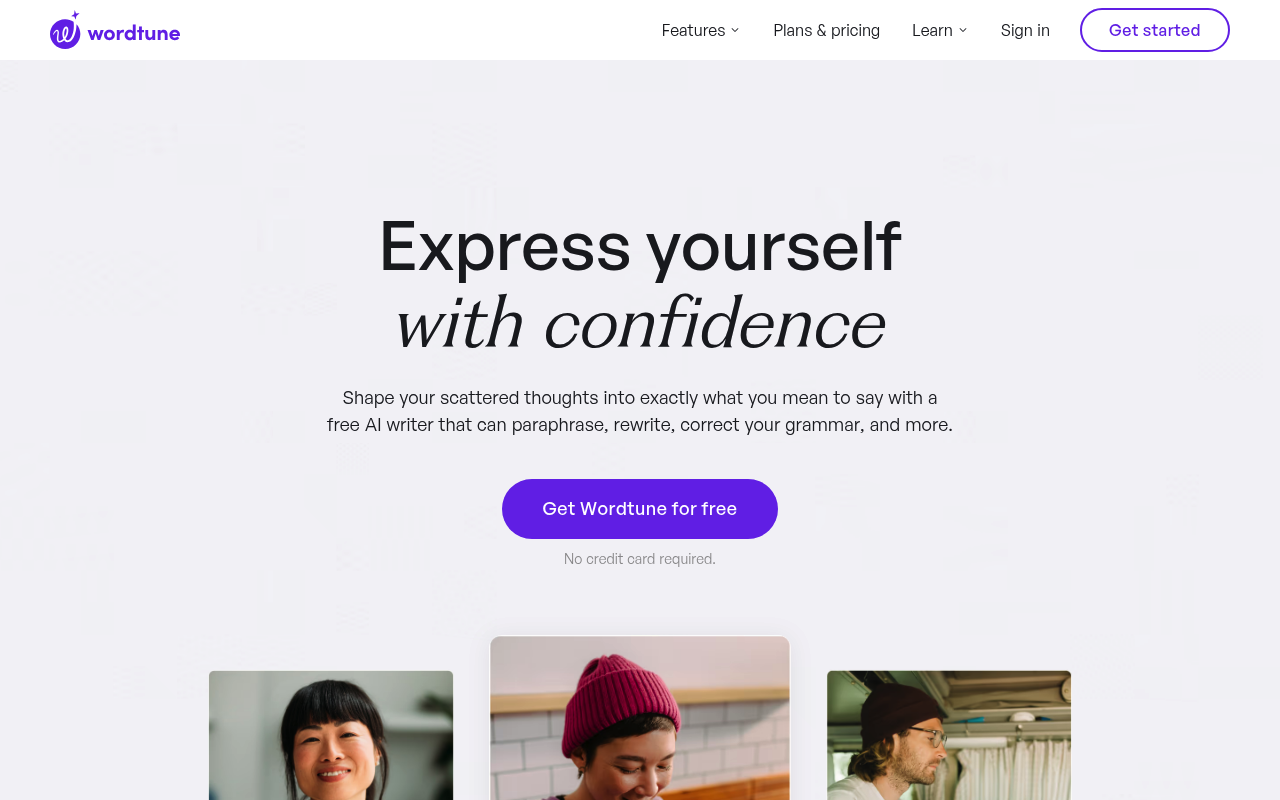 wordtune
Features
Plans & pricing
Learn
Sign in
Get started
Express yourself
with confidence
Shape your scattered thoughts into exactly what you mean to say with a
free AI writer that can paraphrase, rewrite, correct your grammar, and more.
Get Wordtune for free
No credit card required.